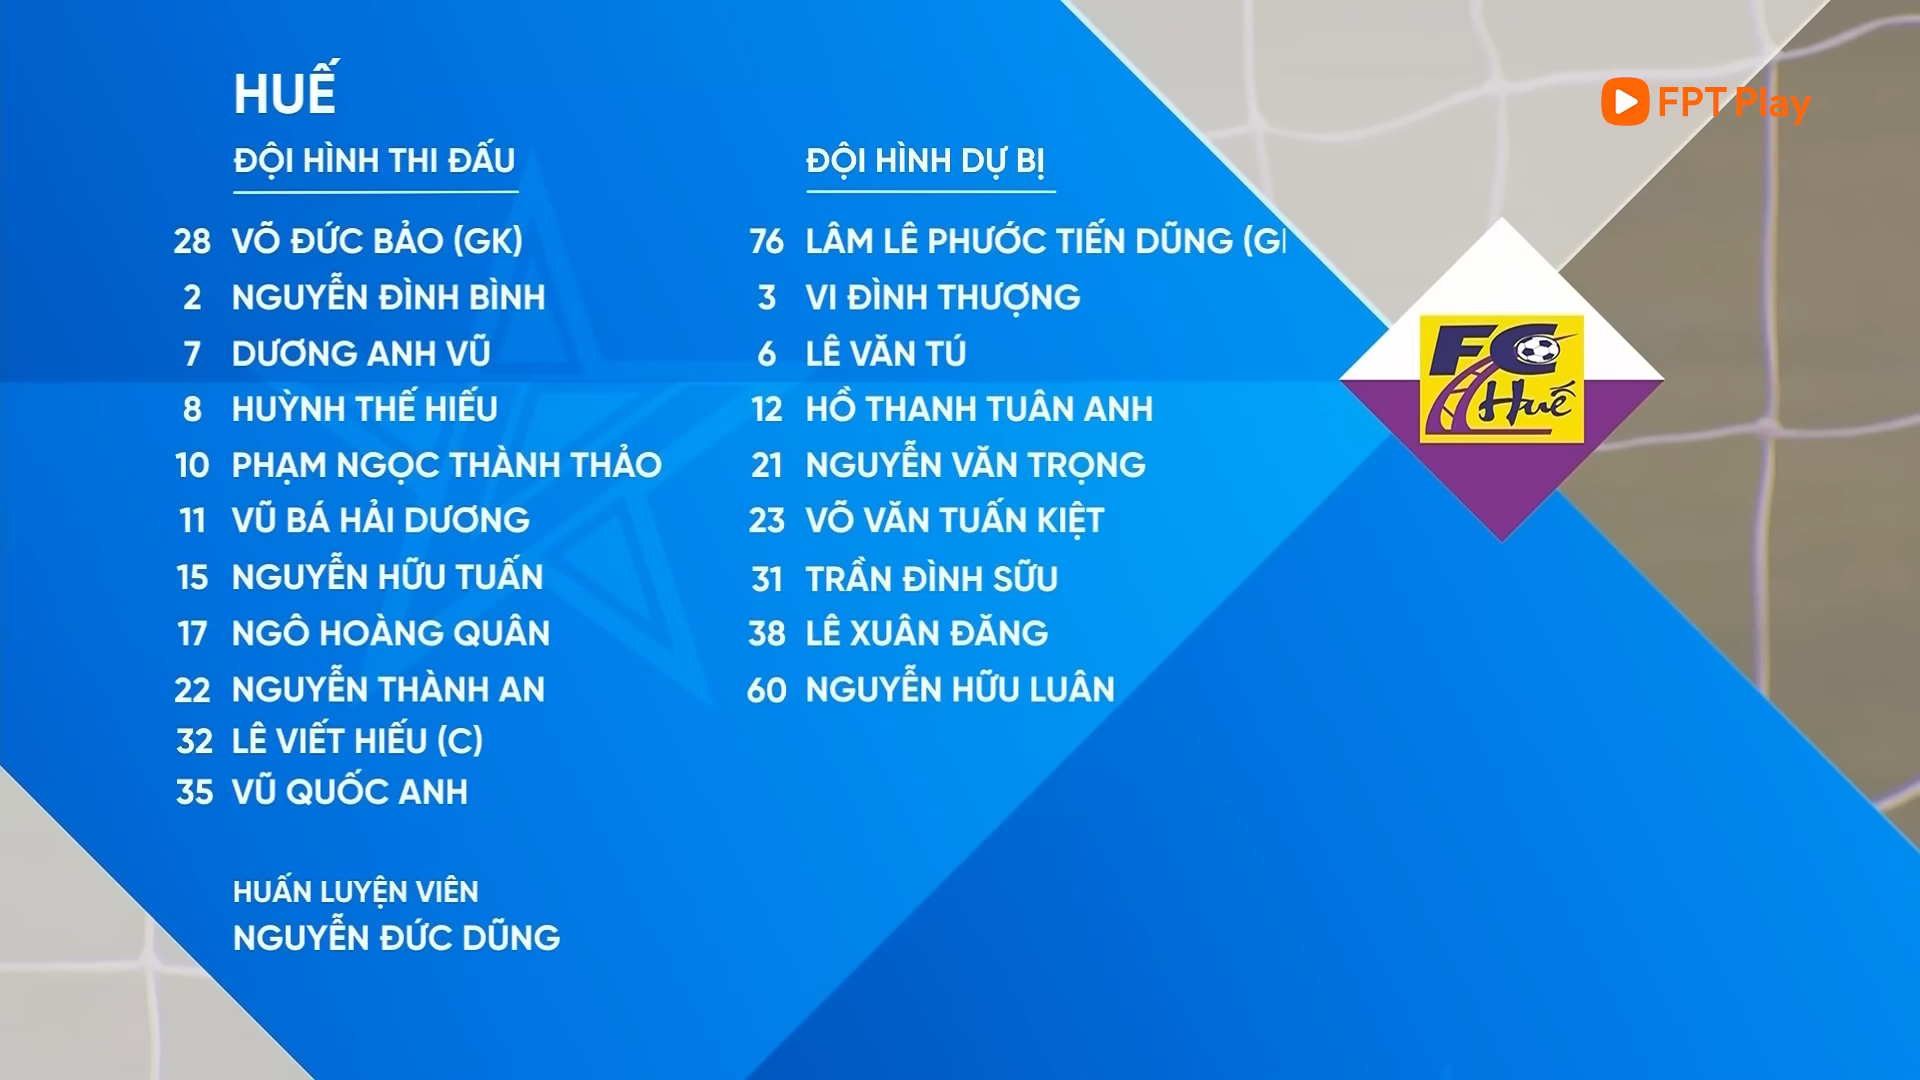 HUẾ
ĐỘI HÌNH THI ĐẤU
28 VÕ ĐỨC BẢO (GK)
2 NGUYỄN ĐÌNH BÌNH
7 DƯƠNG ANH VŨ
8 HUỲNH THẾ HIẾU
10 PHẠM NGỌC THÀNH THẢO
11 VŨ BÁ HẢI DƯƠNG
15 NGUYỄN HỮU TUẤN
17 NGÔ HOÀNG QUÂN
22 NGUYỄN THÀNH AN
32 LÊ VIẾT HIẾU (C)
35 VŨ QUỐC ANH
HUẤN LUYỆN VIÊN
NGUYỄN ĐỨC DŨNG
ĐỘI HÌNH DỰ BỊ
76 LÂM LÊ PHƯỚC TIẾN DŨNG (G
3 VI ĐÌNH THƯỢNG
6 LÊ VĂN TÚ
12 HỒ THANH TUÂN ANH
21 NGUYỄN VĂN TRỌNG
23 VÕ VĂN TUẤN KIỆT
31 TRẦN ĐÌNH SỮU
38 LÊ XUÂN ĐĂNG
60 NGUYỄN HỮU LUÂN
FPT Play
FC
Huế